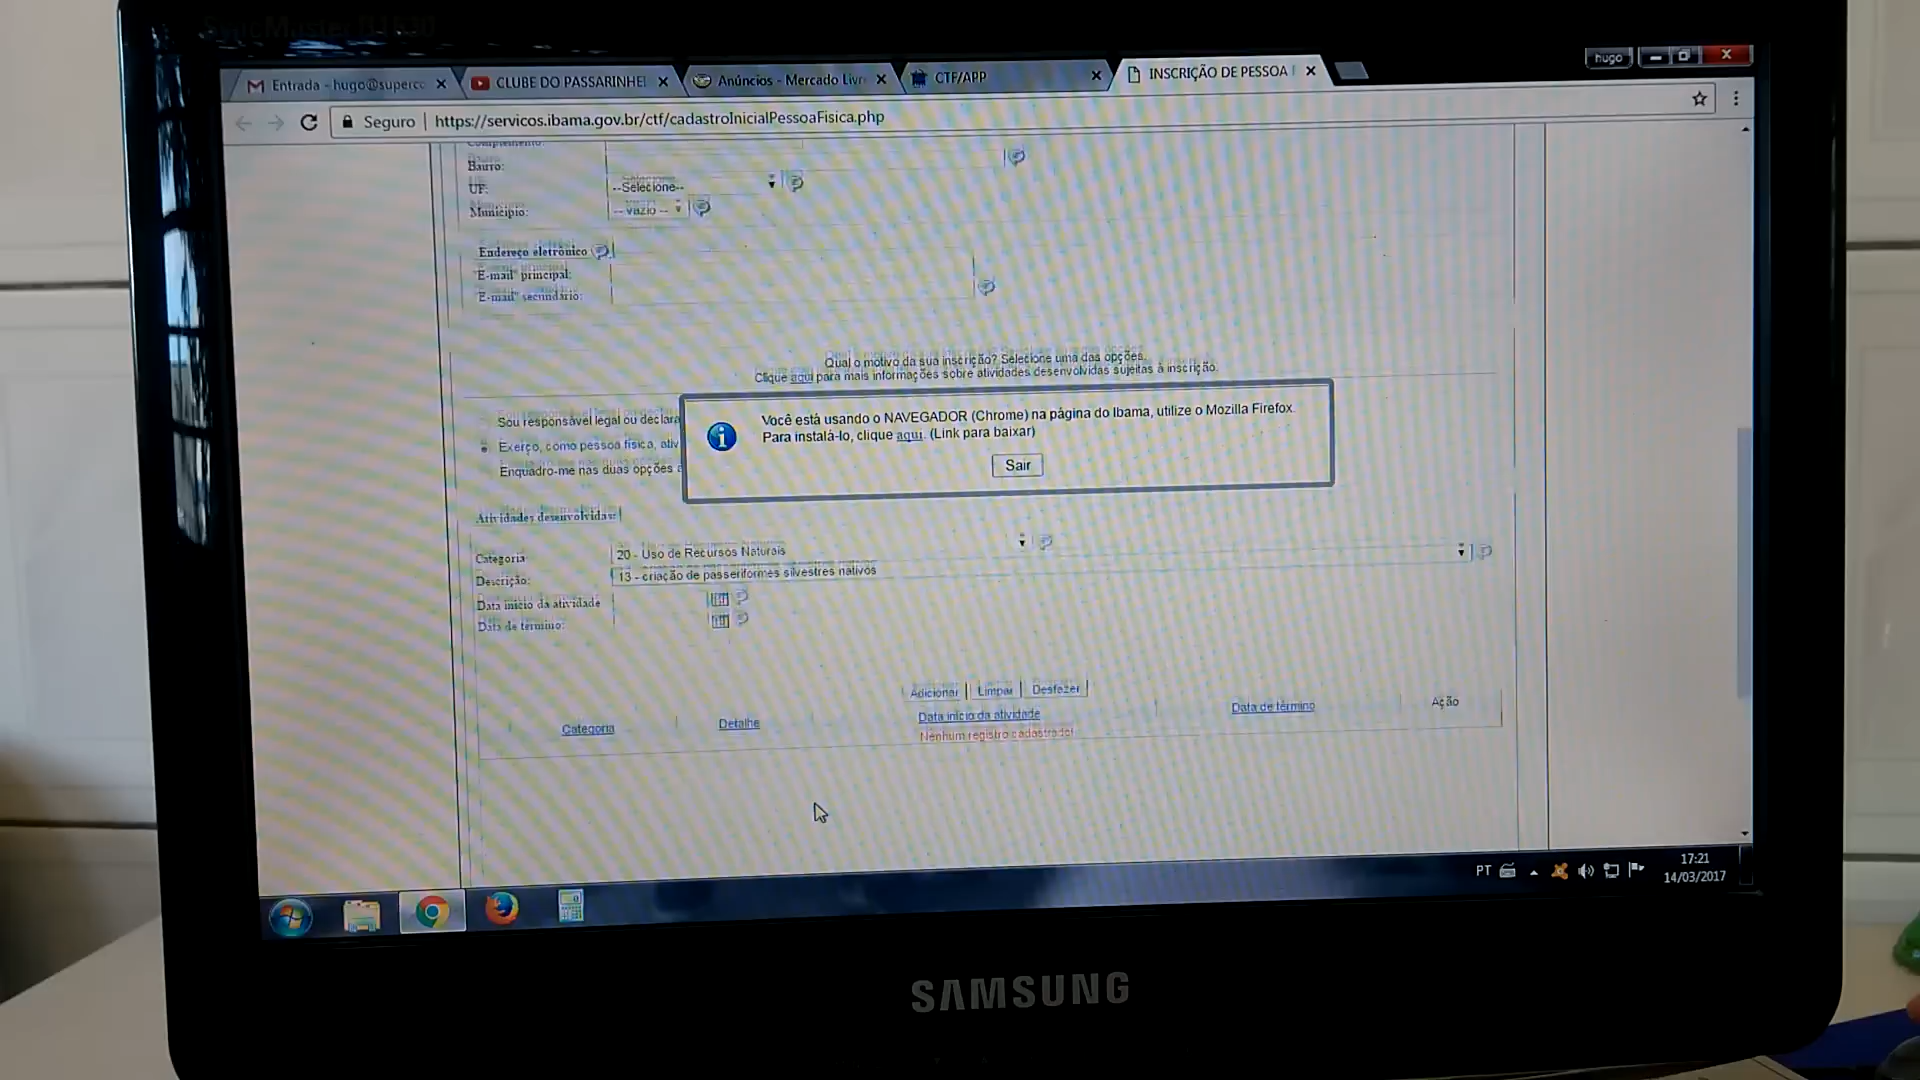 SyncMaster
hugo
Entrada - hugo@superco
CLUBE DO PASSARINHEI
Anúncios - Mercado Livre
CTF/APP
INSCRIÇÃO DE PESSOA
Seguro | https://servicos.ibama.gov.br/ctf/cadastroInicialPessoaFisica.php
Complemento:
Bairro:
UF: --Selecione--
Município: -- Vazio --
Endereço eletrônico
"E-mail" principal:
"E-mail" secundário:
Qual o motivo da sua inscrição? Selecione uma das opções.
Clique aqui para mais informações sobre atividades desenvolvidas sujeitas à inscrição.
Sou responsável legal ou declara
Exerço, como pessoa física, ativ
Enquadro-me nas duas opções a
Você está usando o NAVEGADOR (Chrome) na página do Ibama, utilize o Mozilla Firefox.
Para instalá-lo, clique aqui. (Link para baixar)
Sair
Atividades desenvolvidas:
Categoria: 20 - Uso de Recursos Naturais
Descrição: 13 - criação de passeriformes silvestres nativos
Data início da atividade
Data de término:
Adicionar Limpar Desfazer
Categoria Detalhe Data início da atividade Data de término Ação
Nenhum registro cadastrado!
PT
17:21
14/03/2017
SAMSUNG